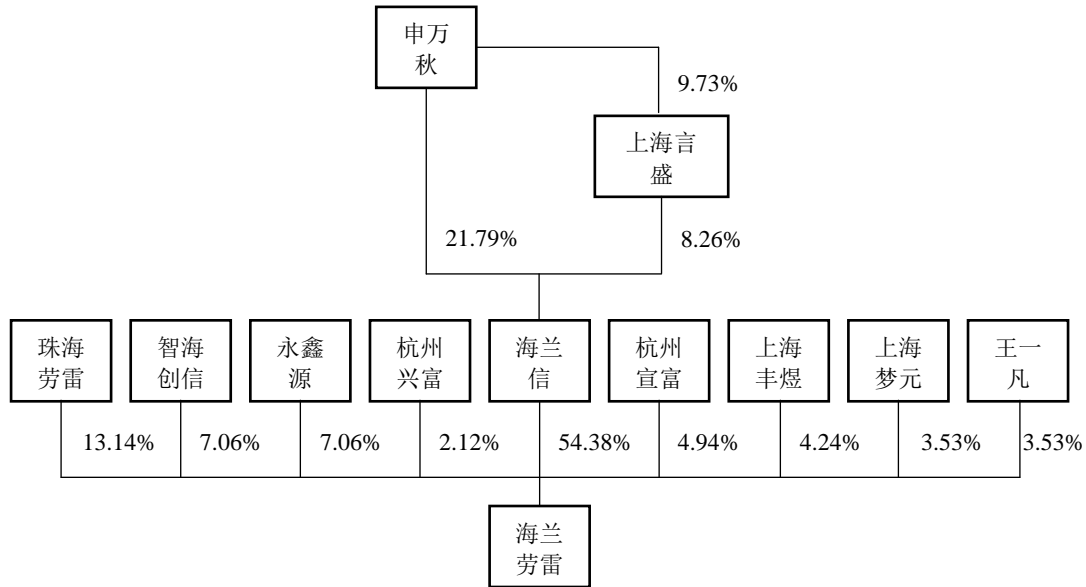 申万
秋
9.73%
上海言
盛
21.79%
8.26%
珠海
劳雷
智海
创信
永鑫
源
杭州
兴富
海兰
信
杭州
宣富
上海
丰煜
上海
梦元
王一
凡
13.14%
7.06%
7.06%
2.12%
54.38%
4.94%
4.24%
3.53%
3.53%
海兰
劳雷